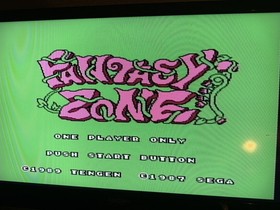 FANTASY
ZONE
ONE PLAYER ONLY
PUSH START BUTTON
©1989 TENGEN ©1987 SEGA